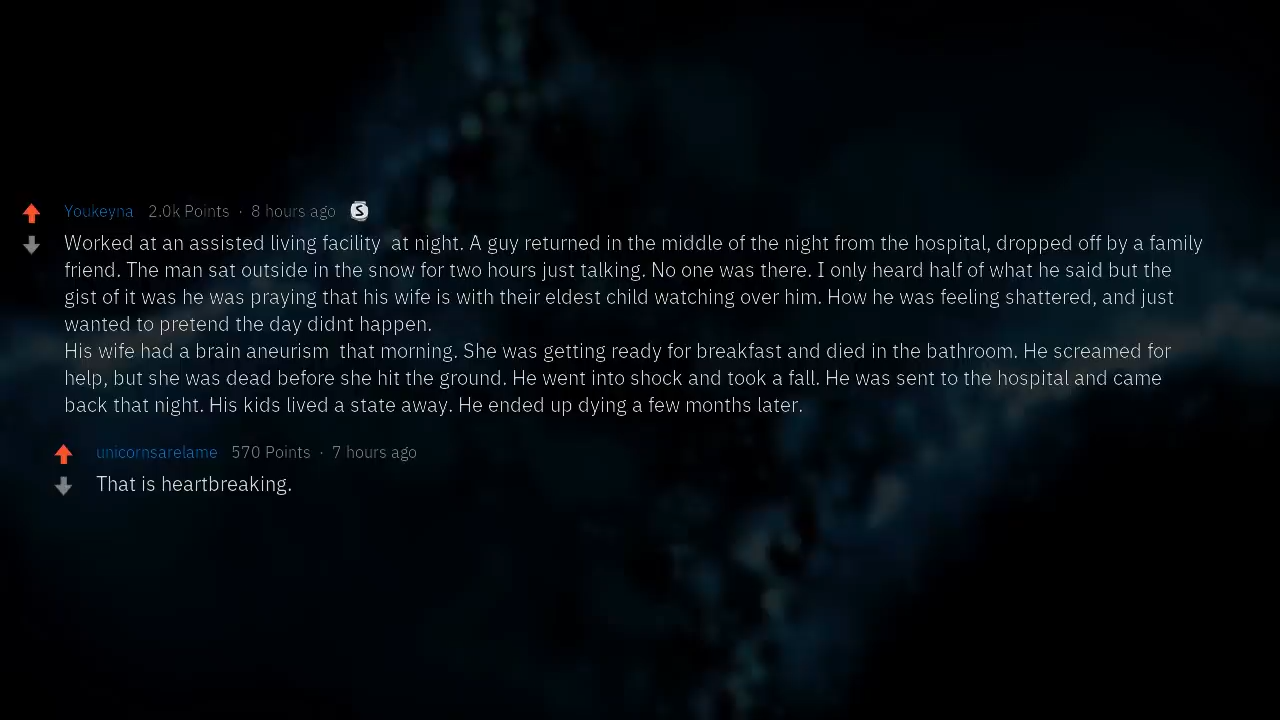 Youkeyna 2.0k Points · 8 hours ago S
Worked at an assisted living facility  at night. A guy returned in the middle of the night from the hospital, dropped off by a family
friend. The man sat outside in the snow for two hours just talking. No one was there. I only heard half of what he said but the
gist of it was he was praying that his wife is with their eldest child watching over him. How he was feeling shattered, and just
wanted to pretend the day didnt happen.
His wife had a brain aneurism  that morning. She was getting ready for breakfast and died in the bathroom. He screamed for
help, but she was dead before she hit the ground. He went into shock and took a fall. He was sent to the hospital and came
back that night. His kids lived a state away. He ended up dying a few months later.
unicornsarelame 570 Points · 7 hours ago
That is heartbreaking.